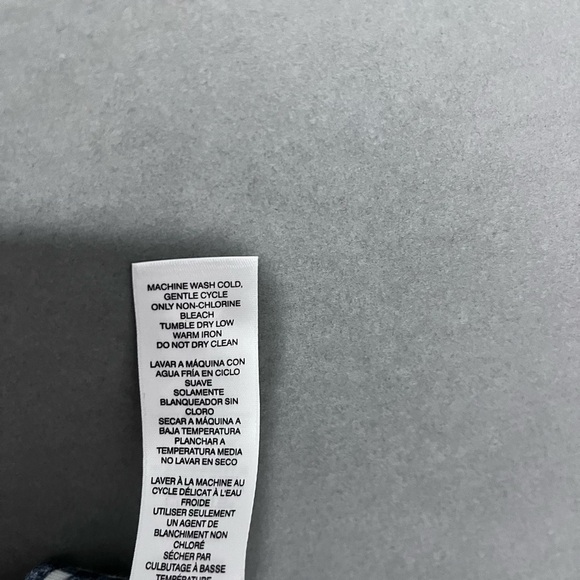 MACHINE WASH COLD,
GENTLE CYCLE
ONLY NON-CHLORINE
BLEACH
TUMBLE DRY LOW
WARM IRON
DO NOT DRY CLEAN
LAVAR A MÁQUINA CON
AGUA FRÍA EN CICLO
SUAVE
SOLAMENTE
BLANQUEADOR SIN
CLORO
SECAR A MÁQUINA A
BAJA TEMPERATURA
PLANCHAR A
TEMPERATURA MEDIA
NO LAVAR EN SECO
LAVER À LA MACHINE AU
CYCLE DÉLICAT À L'EAU
FROIDE
UTILISER SEULEMENT
UN AGENT DE
BLANCHIMENT NON
CHLORÉ
SÉCHER PAR
CULBUTAGE À BASSE
TEMPÉRATURE